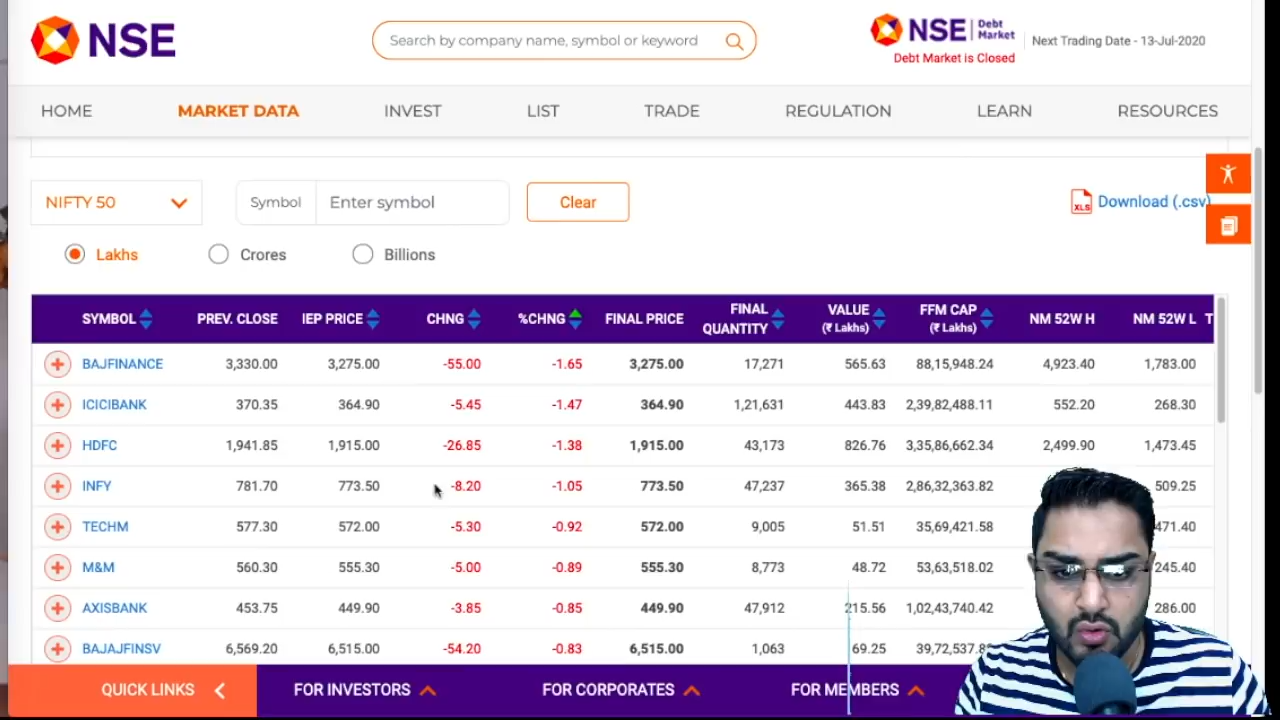 NSE
Search by company name, symbol or keyword
NSE Debt Market
Debt Market is Closed
Next Trading Date - 13-Jul-2020
HOME MARKET DATA INVEST LIST TRADE REGULATION LEARN RESOURCES
NIFTY 50 Symbol Enter symbol Clear XLS Download (.csv)
Lakhs Crores Billions
SYMBOL PREV. CLOSE IEP PRICE CHNG %CHNG FINAL PRICE FINAL QUANTITY VALUE (₹ Lakhs) FFM CAP (₹ Lakhs) NM 52W H NM 52W L T
BAJFINANCE 3,330.00 3,275.00 -55.00 -1.65 3,275.00 17,271 565.63 88,15,948.24 4,923.40 1,783.00
ICICIBANK 370.35 364.90 -5.45 -1.47 364.90 1,21,631 443.83 2,39,82,488.11 552.20 268.30
HDFC 1,941.85 1,915.00 -26.85 -1.38 1,915.00 43,173 826.76 3,35,86,662.34 2,499.90 1,473.45
INFY 781.70 773.50 -8.20 -1.05 773.50 47,237 365.38 2,86,32,363.82 509.25
TECHM 577.30 572.00 -5.30 -0.92 572.00 9,005 51.51 35,69,421.58 471.40
M&M 560.30 555.30 -5.00 -0.89 555.30 8,773 48.72 53,63,518.02 245.40
AXISBANK 453.75 449.90 -3.85 -0.85 449.90 47,912 215.56 1,02,43,740.42 286.00
BAJAJFINSV 6,569.20 6,515.00 -54.20 -0.83 6,515.00 1,063 69.25
QUICK LINKS FOR INVESTORS FOR CORPORATES FOR MEMBERS